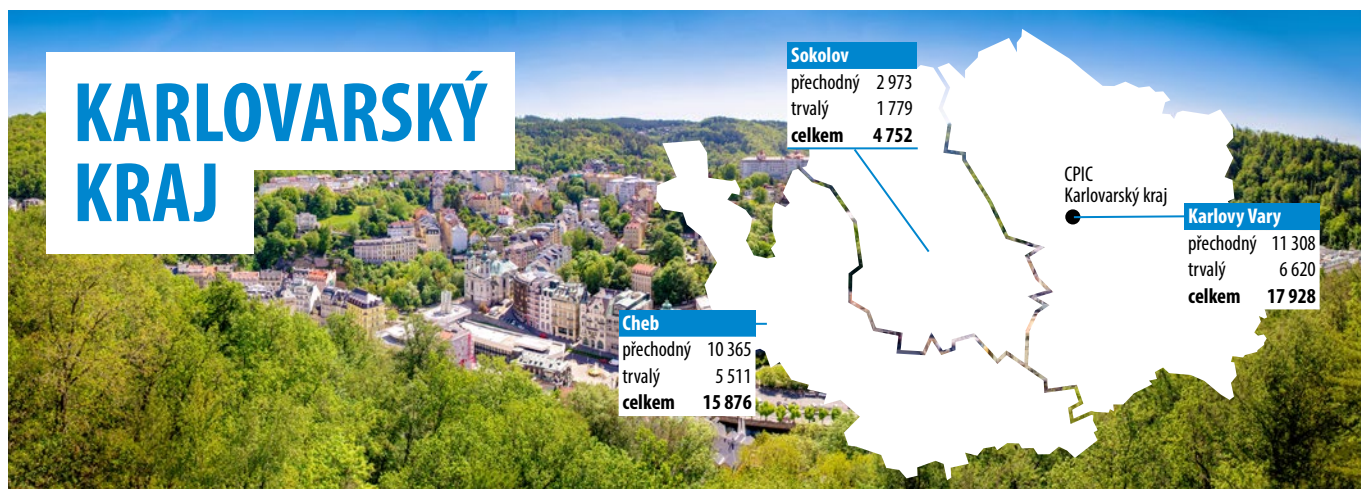 KARLOVARSKÝ
KRAJ
Sokolov
přechodný 2 973
trvalý 1 779
celkem 4 752
CPIC
Karlovarský kraj
Karlovy Vary
přechodný 11 308
trvalý 6 620
celkem 17 928
Cheb
přechodný 10 365
trvalý 5 511
celkem 15 876